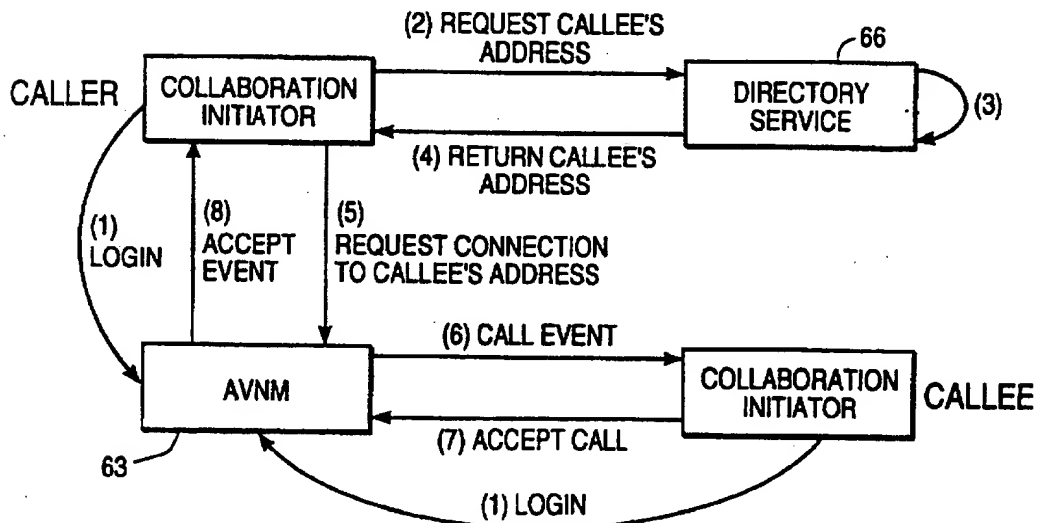 (2) REQUEST CALLEE'S
ADDRESS
66
CALLER
COLLABORATION
INITIATOR
DIRECTORY
SERVICE
(3)
(4) RETURN CALLEE'S
ADDRESS
(1)
LOGIN
(8)
ACCEPT
EVENT
(5)
REQUEST CONNECTION
TO CALLEE'S ADDRESS
(6) CALL EVENT
AVNM
COLLABORATION
INITIATOR
CALLEE
(7) ACCEPT CALL
63
(1) LOGIN